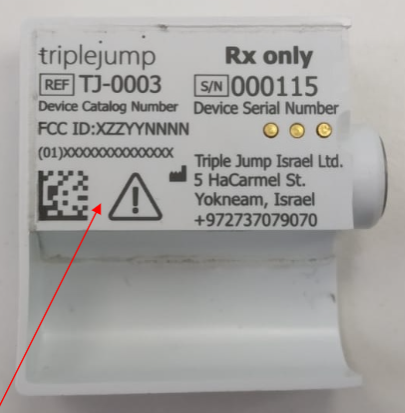 triplejump
Rx only
REF TJ-0003
S/N 000115
Device Catalog Number
Device Serial Number
FCC ID:XZZYYNNNN
(01)XXXXXXXXXXXXXX
Triple Jump Israel Ltd.
5 HaCarmel St.
Yokneam, Israel
+972737079070